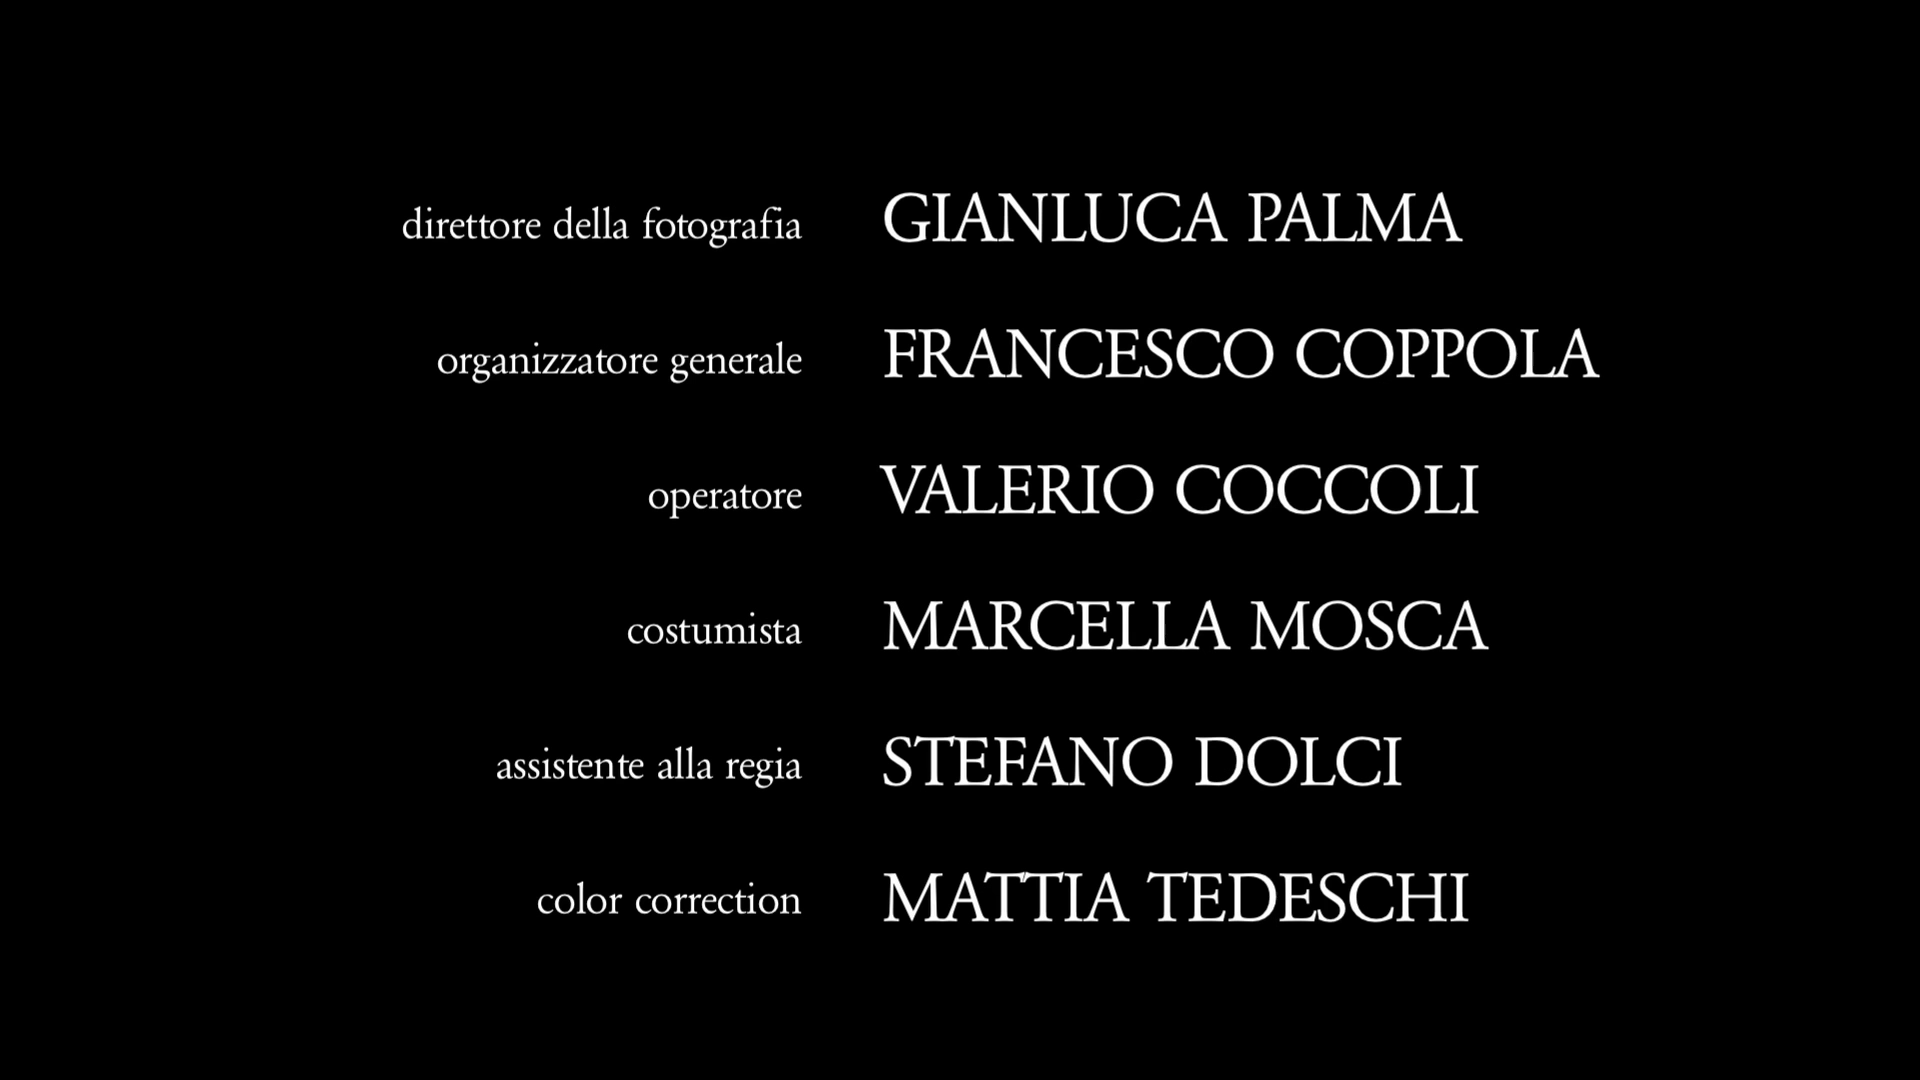 direttore della fotografia GIANLUCA PALMA
organizzatore generale FRANCESCO COPPOLA
operatore VALERIO COCCOLI
costumista MARCELLA MOSCA
assistente alla regia STEFANO DOLCI
color correction MATTIA TEDESCHI